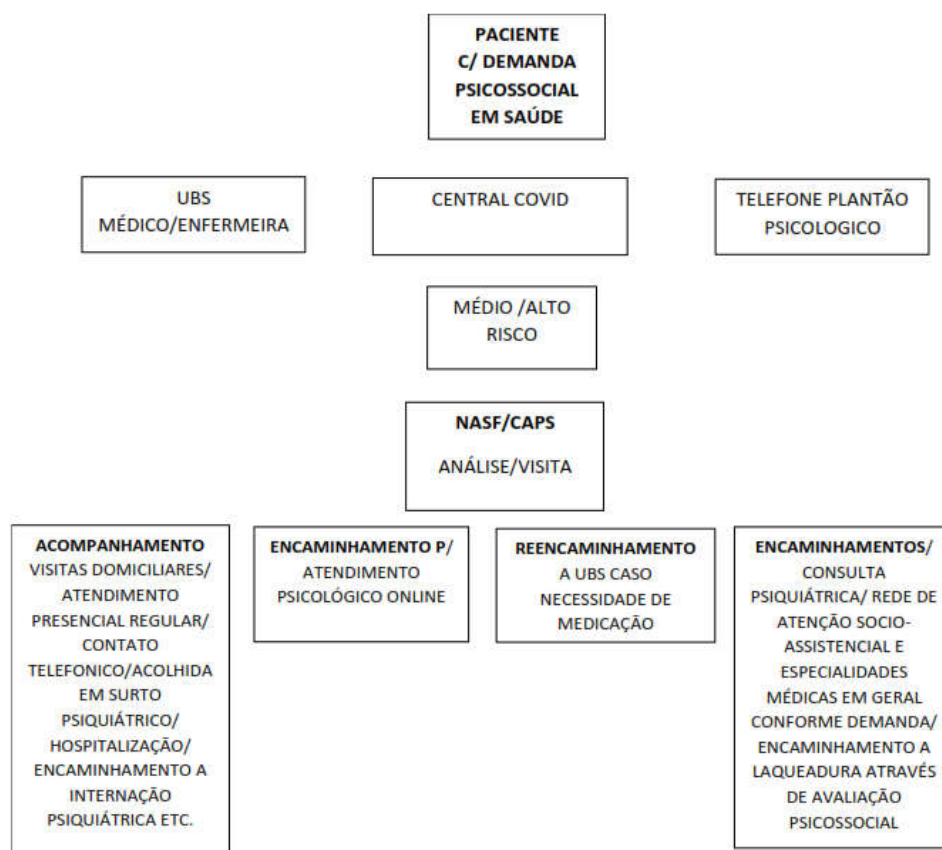 PACIENTE
C/ DEMANDA
PSICOSSOCIAL
EM SAÚDE
UBS
MÉDICO/ENFERMEIRA
CENTRAL COVID
TELEFONE PLANTÃO
PSICOLOGICO
MÉDIO /ALTO
RISCO
NASF/CAPS
ANÁLISE/VISITA
ACOMPANHAMENTO
VISITAS DOMICILIARES/
ATENDIMENTO
PRESENCIAL REGULAR/
CONTATO
TELEFONICO/ACOLHIDA
EM SURTO
PSIQUIÁTRICO/
HOSPITALIZAÇÃO/
ENCAMINHAMENTO A
INTERNAÇÃO
PSIQUIÁTRICA ETC.
ENCAMINHAMENTO P/
ATENDIMENTO
PSICOLÓGICO ONLINE
REENCAMINHAMENTO
A UBS CASO
NECESSIDADE DE
MEDICAÇÃO
ENCAMINHAMENTOS/
CONSULTA
PSIQUIÁTRICA/ REDE DE
ATENÇÃO SOCIO-
ASSISTENCIAL E
ESPECIALIDADES
MÉDICAS EM GERAL
CONFORME DEMANDA/
ENCAMINHAMENTO A
LAQUEADURA ATRAVÉS
DE AVALIAÇÃO
PSICOSSOCIAL